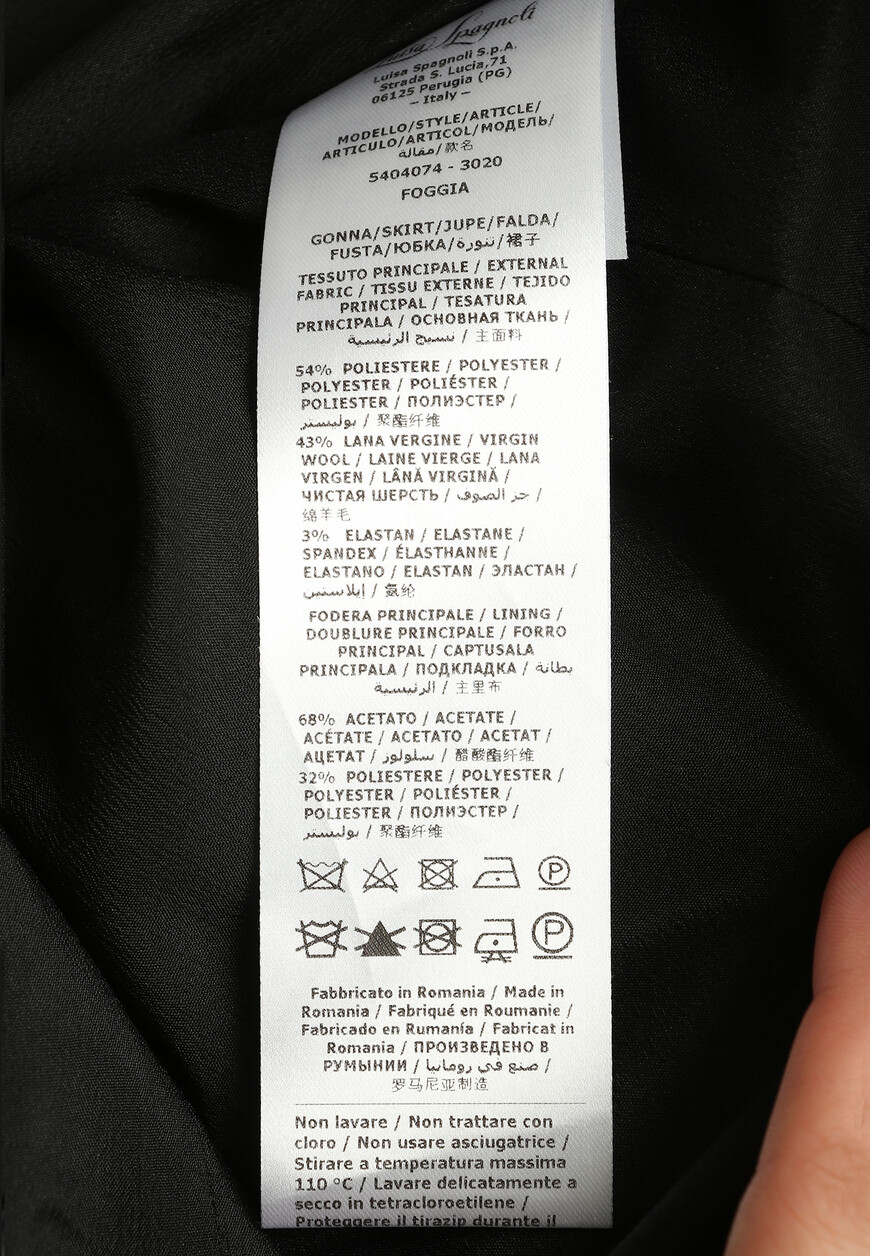 Luisa Spagnoli
Luisa Spagnoli S.p.A.
Strada S. Lucia,71
06125 Perugia (PG)
– Italy –
MODELLO/STYLE/ARTICLE/
ARTICULO/ARTICOL/МОДЕЛЬ/
مقالة/款名
5404074 - 3020
FOGGIA
GONNA/SKIRT/JUPE/FALDA/
FUSTA/ЮБКА/تنورة/裙子
TESSUTO PRINCIPALE / EXTERNAL
FABRIC / TISSU EXTERNE / TEJIDO
PRINCIPAL / TESATURA
PRINCIPALA / ОСНОВНАЯ ТКАНЬ /
نسيج الرئيسية / 主面料
54% POLIESTERE / POLYESTER /
POLYESTER / POLIÉSTER /
POLIESTER / ПОЛИЭСТЕР /
بوليستر / 聚酯纤维
43% LANA VERGINE / VIRGIN
WOOL / LAINE VIERGE / LANA
VIRGEN / LÂNĂ VIRGINĂ /
ЧИСТАЯ ШЕРСТЬ / جز الصوف /
绵羊毛
3% ELASTAN / ELASTANE /
SPANDEX / ÉLASTHANNE /
ELASTANO / ELASTAN / ЭЛАСТАН /
إيلاستين / 氨纶
FODERA PRINCIPALE / LINING /
DOUBLURE PRINCIPALE / FORRO
PRINCIPAL / CAPTUSALA
PRINCIPALA / ПОДКЛАДКА / بطانة
الرئيسية / 主里布
68% ACETATO / ACETATE /
ACÉTATE / ACETATO / ACETAT /
АЦЕТАТ / سلولوز / 醋酸酯纤维
32% POLIESTERE / POLYESTER /
POLYESTER / POLIÉSTER /
POLIESTER / ПОЛИЭСТЕР /
بوليستر / 聚酯纤维
P
P
Fabbricato in Romania / Made in
Romania / Fabriqué en Roumanie /
Fabricado en Rumanía / Fabricat in
Romania / ПРОИЗВЕДЕНО В
РУМЫНИИ / صنع في رومانيا /
罗马尼亚制造
Non lavare / Non trattare con
cloro / Non usare asciugatrice /
Stirare a temperatura massima
110 °C / Lavare delicatamente a
secco in tetracloroetilene /
Proteggere il tirazip durante il